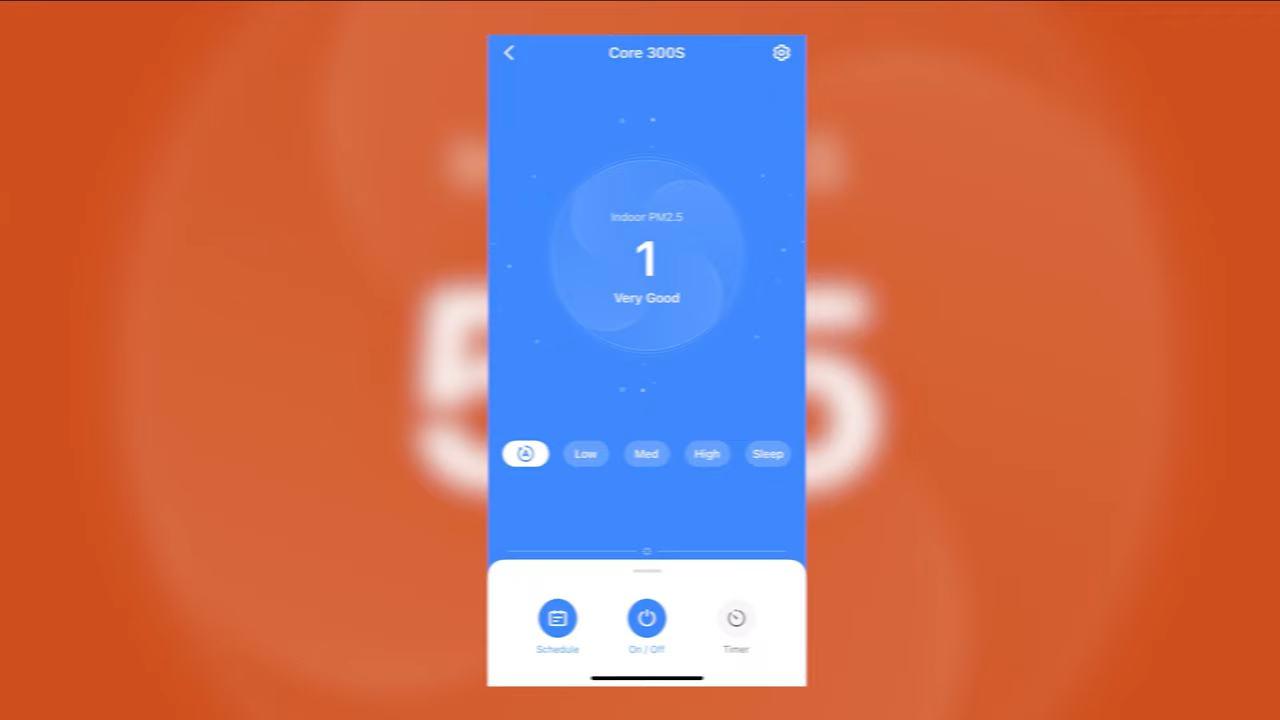 Core 300S
Indoor PM2.5
1
Very Good
A Low Med High Sleep
Schedule On / Off Timer